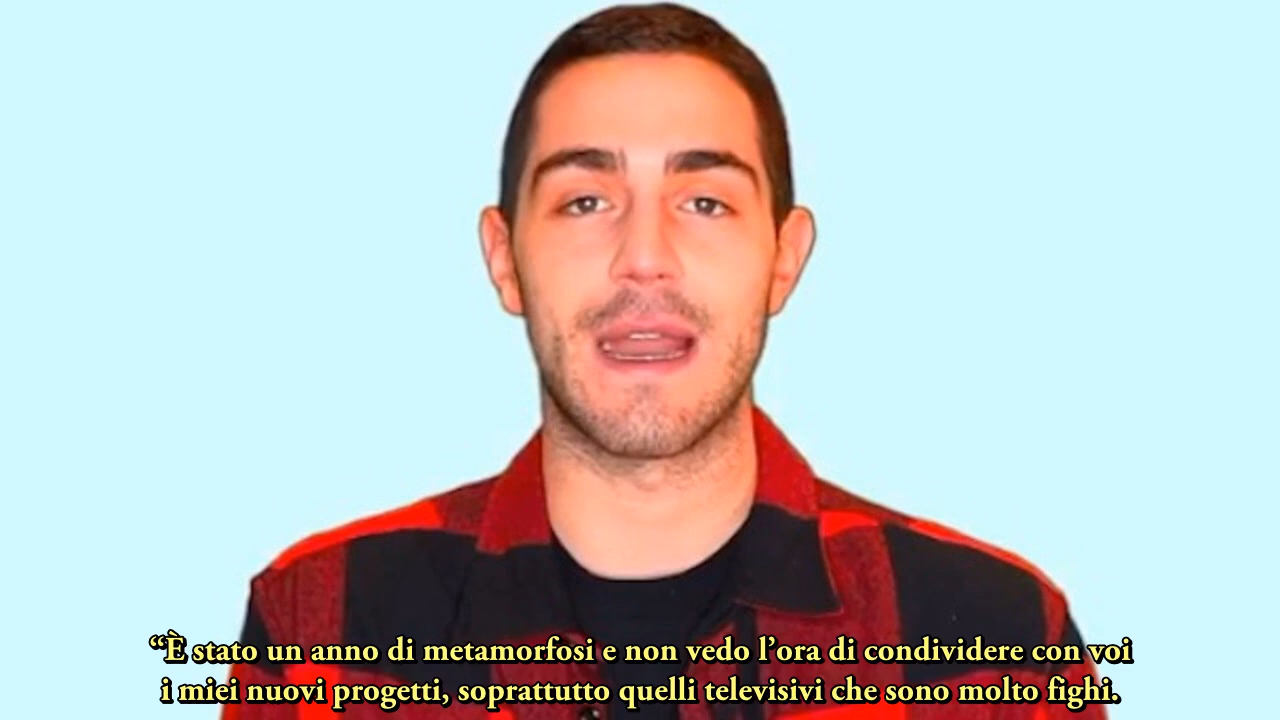 “È stato un anno di metamorfosi e non vedo l’ora di condividere con voi
i miei nuovi progetti, soprattutto quelli televisivi che sono molto fighi.